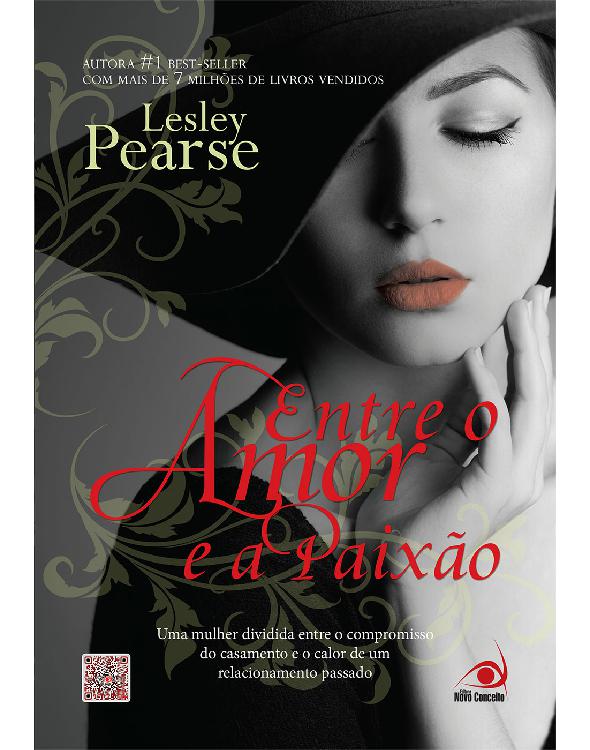 AUTORA #1 BEST-SELLER
COM MAIS DE 7 MILHÕES DE LIVROS VENDIDOS
Lesley
Pearse
Entre o
Amor
e a Paixão
Uma mulher dividida entre o compromisso
do casamento e o calor de um
relacionamento passado
Editora
Novo Conceito